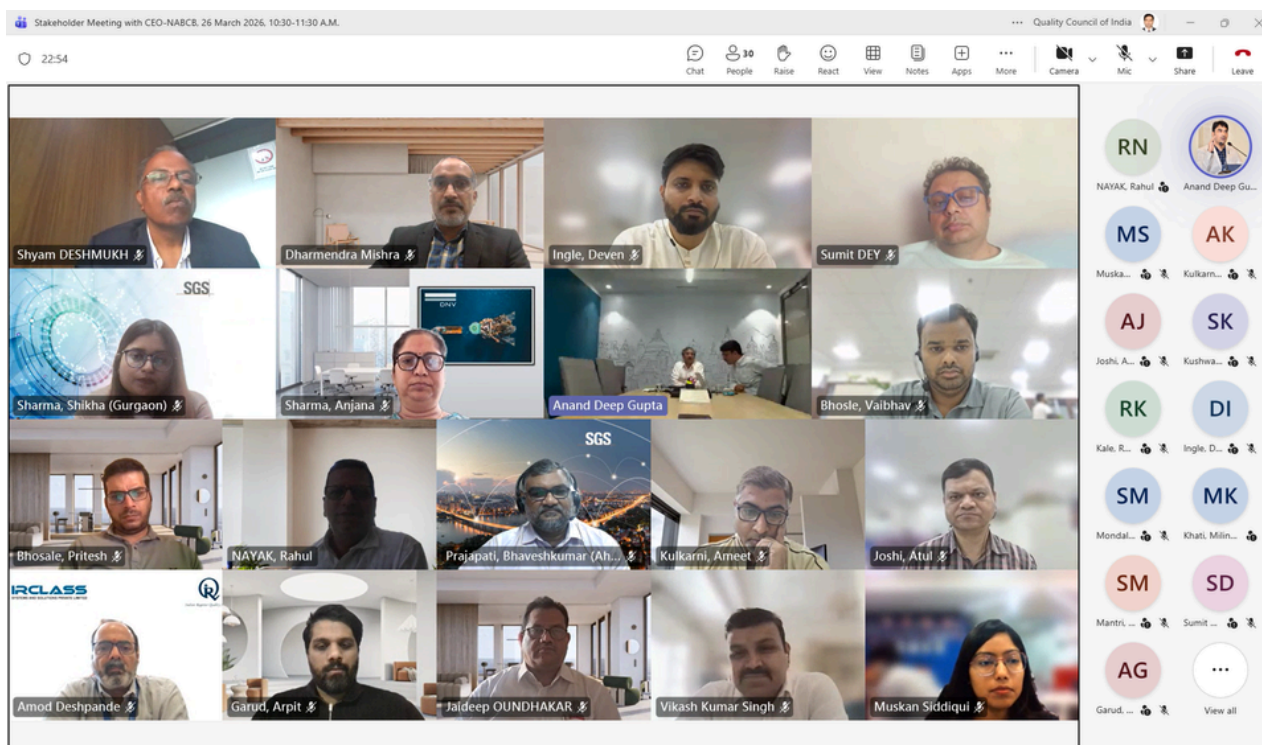 Stakeholder Meeting with CEO-NABCB, 26 March 2026, 10:30-11:30 A.M.
Quality Council of India
22:54
Chat
People 30
Raise
React
View
Notes
Apps
More
Camera
Mic
Share
Leave
Shyam DESHMUKH
Dharmendra Mishra
Ingle, Deven
Sumit DEY
SGS
Sharma, Shikha (Gurgaon)
DNV
Sharma, Anjana
Anand Deep Gupta
Bhosle, Vaibhav
Bhosale, Pritesh
NAYAK, Rahul
SGS
Prajapati, Bhaveshkumar (Ah...
Kulkarni, Ameet
Joshi, Atul
IRCLASS
Amod Deshpande
Garud, Arpit
Jaideep OUNDHAKAR
Vikash Kumar Singh
Muskan Siddiqui
RN
NAYAK, Rahul
Anand Deep Gu...
MS
Muska...
AK
Kulkarn...
AJ
Joshi, A...
SK
Kushwa...
RK
Kale, R...
DI
Ingle, D...
SM
Mondal...
MK
Khati, Milin...
SM
Mantri, ...
SD
Sumit ...
AG
Garud, ...
View all